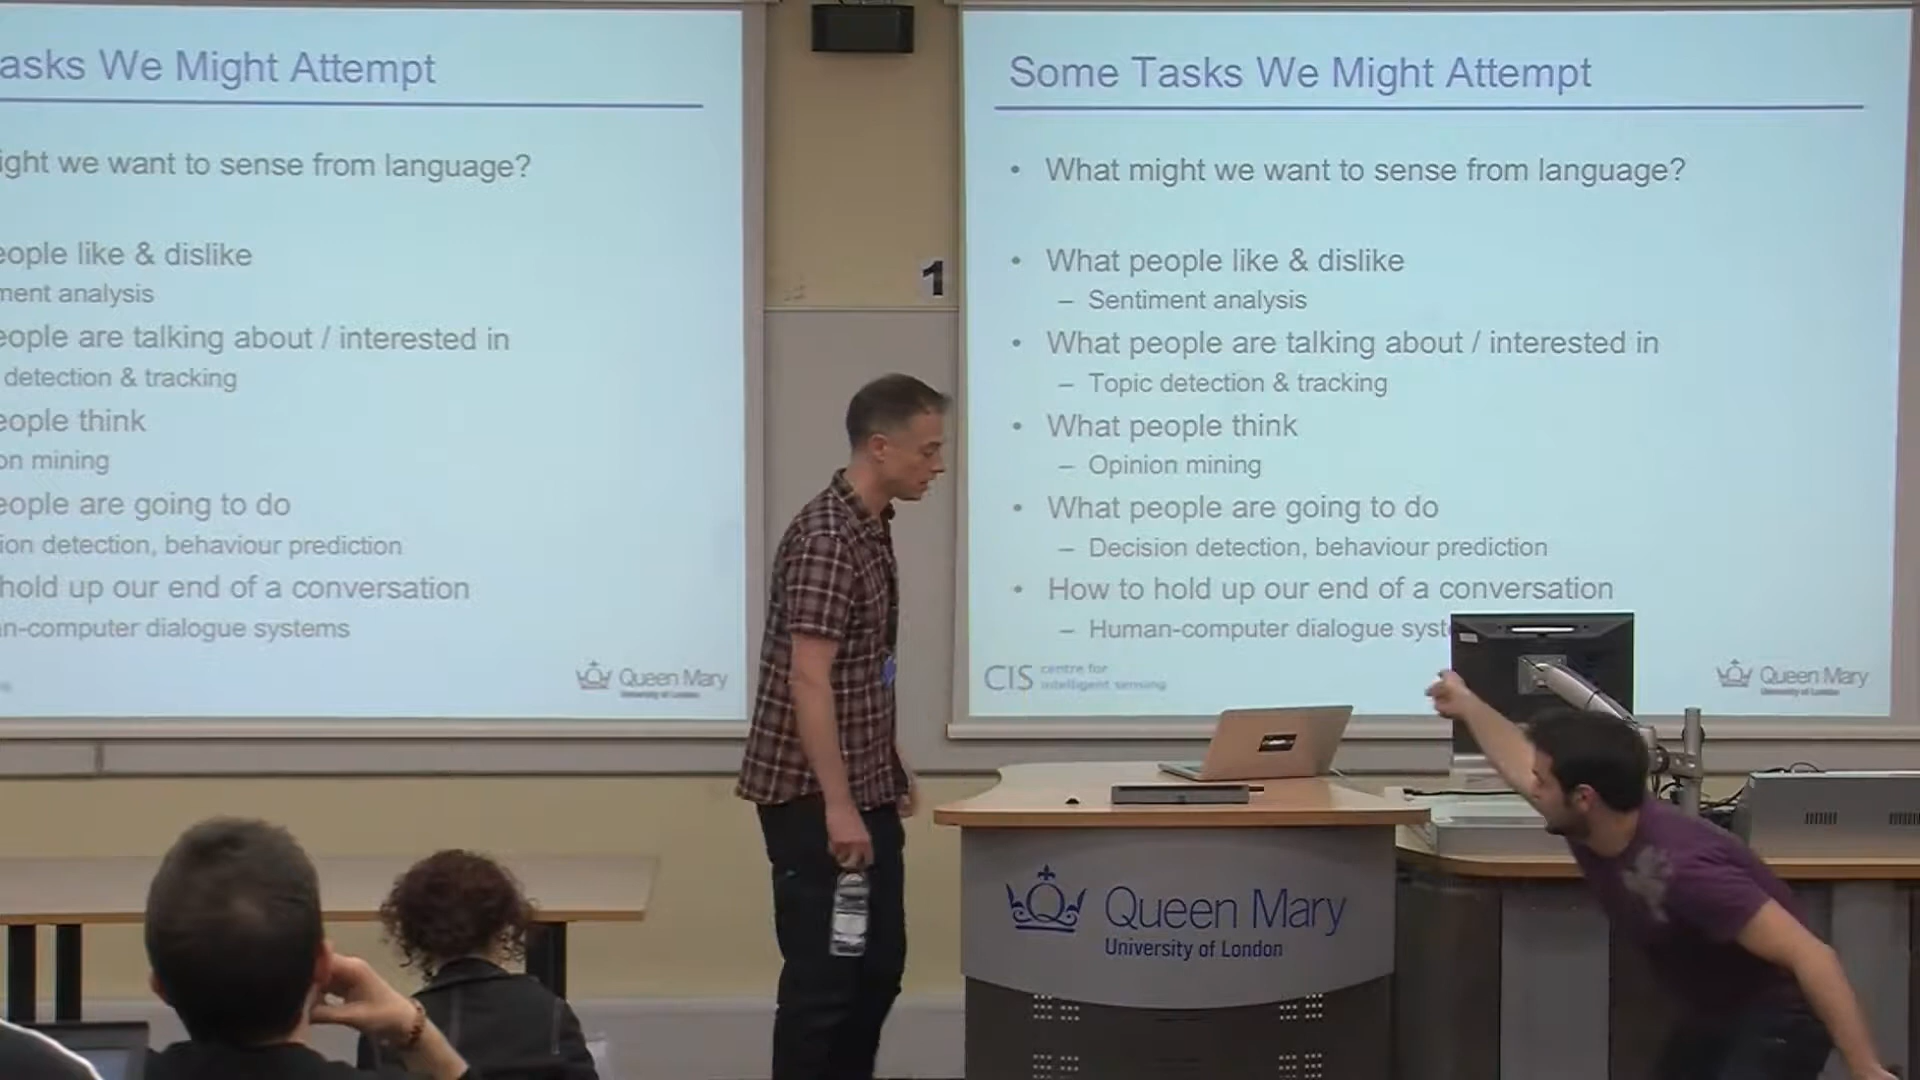 asks We Might Attempt
ight we want to sense from language?
eople like & dislike
ment analysis
eople are talking about / interested in
detection & tracking
eople think
on mining
eople are going to do
ion detection, behaviour prediction
hold up our end of a conversation
n-computer dialogue systems
Queen Mary
University of London
1
Some Tasks We Might Attempt
• What might we want to sense from language?
• What people like & dislike
– Sentiment analysis
• What people are talking about / interested in
– Topic detection & tracking
• What people think
– Opinion mining
• What people are going to do
– Decision detection, behaviour prediction
• How to hold up our end of a conversation
– Human-computer dialogue syst
CIS centre for
intelligent sensing
Queen Mary
University of London
Queen Mary
University of London